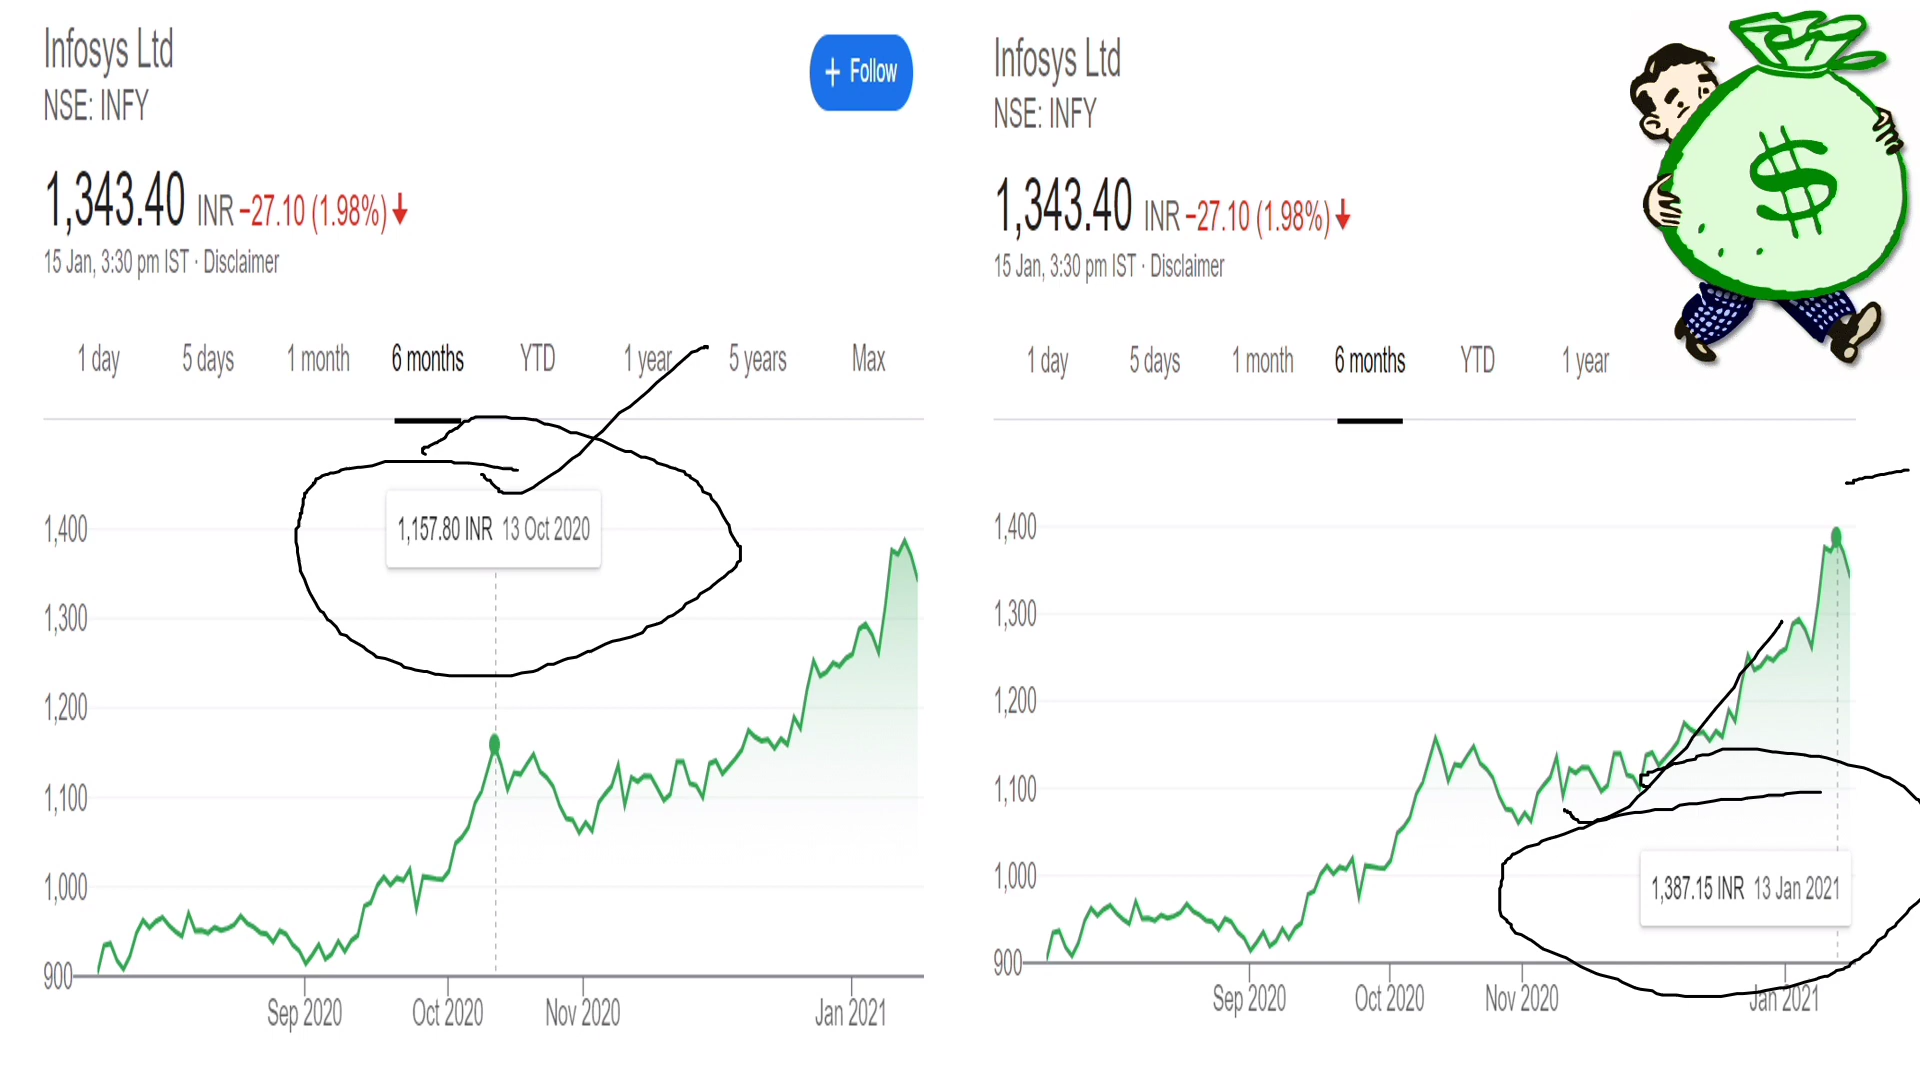 Infosys Ltd
NSE: INFY
+ Follow
1,343.40 INR −27.10 (1.98%)↓
15 Jan, 3:30 pm IST · Disclaimer
1 day 5 days 1 month 6 months YTD 1 year 5 years Max
1,157.80 INR 13 Oct 2020
1,400
1,300
1,200
1,100
1,000
900
Sep 2020 Oct 2020 Nov 2020 Jan 2021
Infosys Ltd
NSE: INFY
1,343.40 INR −27.10 (1.98%)↓
15 Jan, 3:30 pm IST · Disclaimer
1 day 5 days 1 month 6 months YTD 1 year
1,400
1,300
1,200
1,100
1,000
900
1,387.15 INR 13 Jan 2021
Sep 2020 Oct 2020 Nov 2020 Jan 2021
$